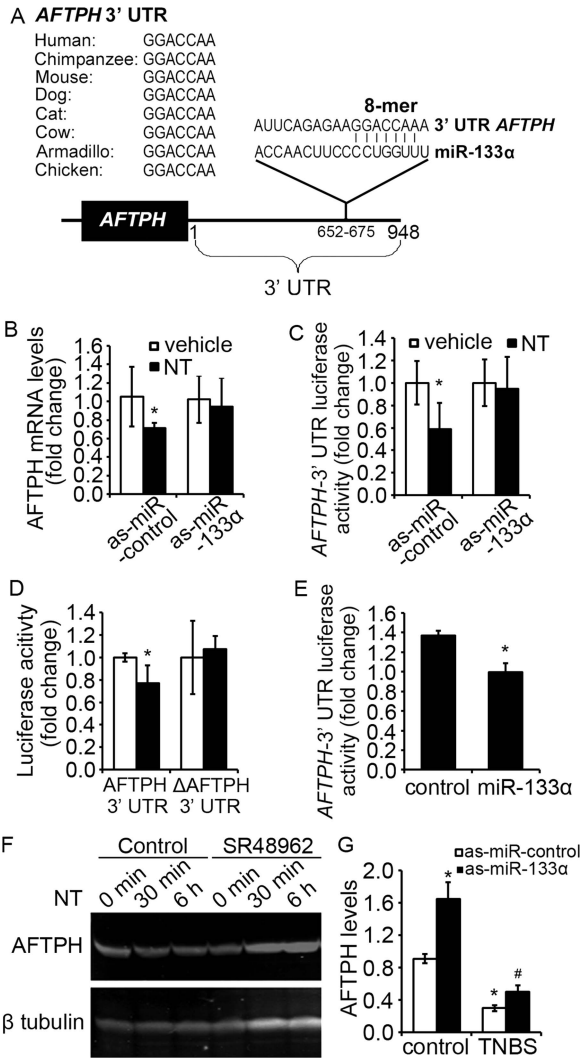 A AFTPH 3' UTR
Human: GGACCAA
Chimpanzee: GGACCAA
Mouse: GGACCAA
Dog: GGACCAA
Cat: GGACCAA
Cow: GGACCAA
Armadillo: GGACCAA
Chicken: GGACCAA
8-mer
AUUCAGAGAAGGACCAAA 3' UTR AFTPH
ACCAACUUCCCCUGGUUU miR-133α
AFTPH
1
652-675
948
3' UTR
B
AFTPH mRNA levels
(fold change)
1.6
1.4
1.2
1.0
0.8
0.6
0.4
0.2
0.0
vehicle
NT
*
as-miR
-control
as-miR
-133α
C
AFTPH-3' UTR luciferase
activity (fold change)
1.4
1.2
1.0
0.8
0.6
0.4
0.2
0.0
vehicle
NT
*
as-miR
-control
as-miR
-133α
D
Luciferase acitivty
(fold change)
1.4
1.2
1.0
0.8
0.6
0.4
0.2
0.0
*
AFTPH
3' UTR
ΔAFTPH
3' UTR
E
AFTPH-3' UTR luciferase
activity (fold change)
1.6
1.4
1.2
1.0
0.8
0.6
0.4
0.2
0.0
*
control
miR-133α
F
Control
SR48962
NT
0 min
30 min
6 h
0 min
30 min
6 h
AFTPH
β tubulin
G
as-miR-control
as-miR-133α
AFTPH levels
2.0
1.6
1.2
0.8
0.4
0.0
*
*
#
control
TNBS